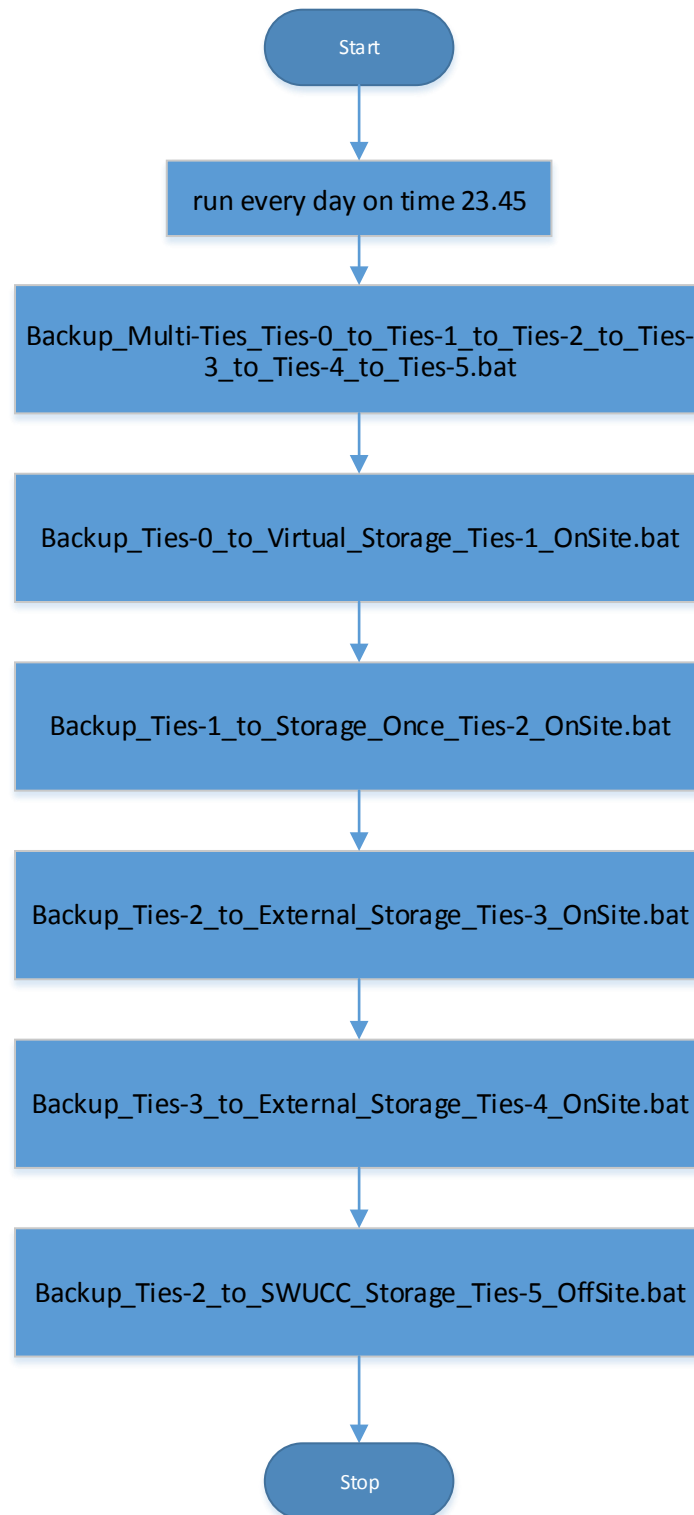 Start
run every day on time 23.45
Backup_Multi-Ties_Ties-0_to_Ties-1_to_Ties-2_to_Ties-
3_to_Ties-4_to_Ties-5.bat
Backup_Ties-0_to_Virtual_Storage_Ties-1_OnSite.bat
Backup_Ties-1_to_Storage_Once_Ties-2_OnSite.bat
Backup_Ties-2_to_External_Storage_Ties-3_OnSite.bat
Backup_Ties-3_to_External_Storage_Ties-4_OnSite.bat
Backup_Ties-2_to_SWUCC_Storage_Ties-5_OffSite.bat
Stop